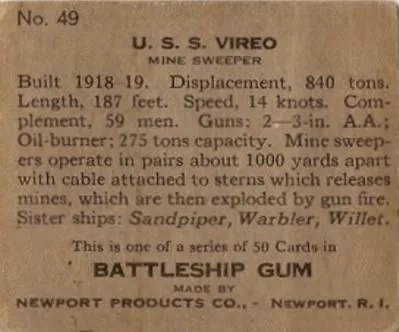 No. 49
U. S. S. VIREO
MINE SWEEPER
Built 1918-19. Displacement, 840 tons.
Length, 187 feet. Speed, 14 knots. Com-
plement, 59 men. Guns: 2—3-in. A.A.;
Oil-burner; 275 tons capacity. Mine sweep-
ers operate in pairs about 1000 yards apart
with cable attached to sterns which releases
mines, which are then exploded by gun fire.
Sister ships: Sandpiper, Warbler, Willet.
This is one of a series of 50 Cards in
BATTLESHIP GUM
MADE BY
NEWPORT PRODUCTS CO., - NEWPORT. R. I.